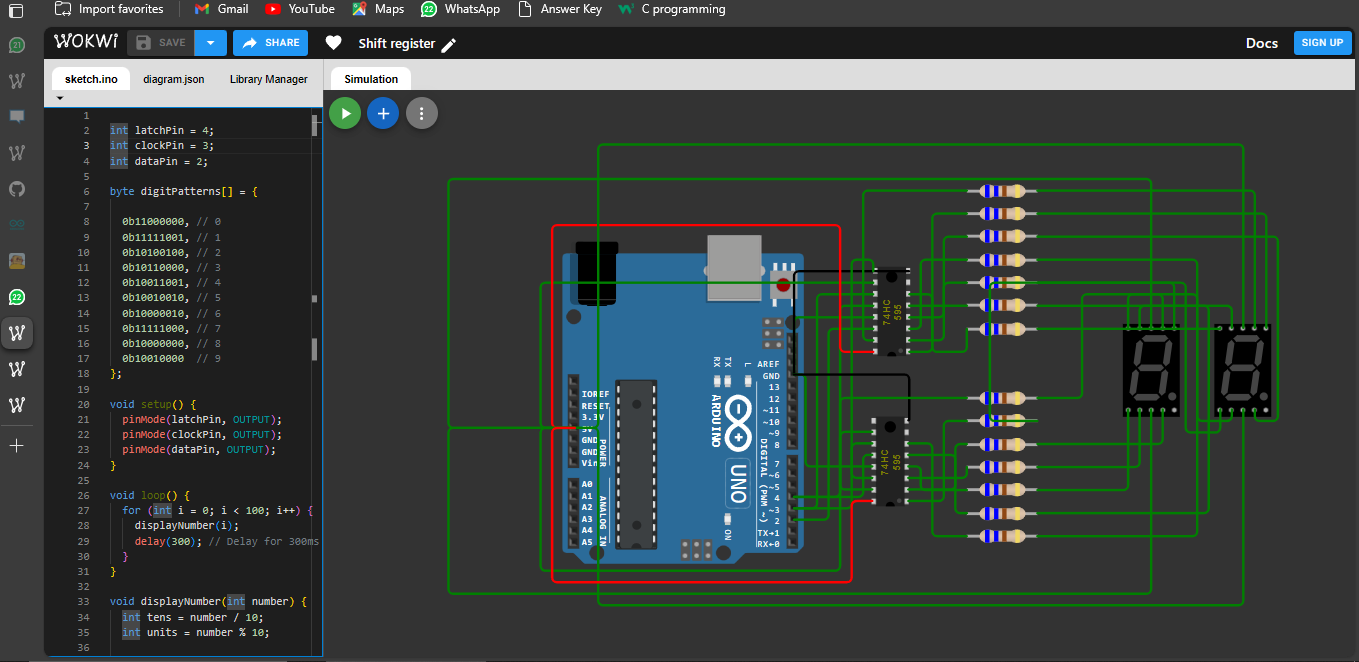 Import favorites
Gmail
YouTube
Maps
22
WhatsApp
Answer Key
C programming
21
22
WOKWI
SAVE
SHARE
Shift register
Docs
SIGN UP
sketch.ino
diagram.json
Library Manager
Simulation
1
2 int latchPin = 4;
3 int clockPin = 3;
4 int dataPin = 2;
5
6 byte digitPatterns[] = {
7
8 0b11000000, // 0
9 0b11111001, // 1
10 0b10100100, // 2
11 0b10110000, // 3
12 0b10011001, // 4
13 0b10010010, // 5
14 0b10000010, // 6
15 0b11111000, // 7
16 0b10000000, // 8
17 0b10010000  // 9
18 };
19
20 void setup() {
21 pinMode(latchPin, OUTPUT);
22 pinMode(clockPin, OUTPUT);
23 pinMode(dataPin, OUTPUT);
24 }
25
26 void loop() {
27 for (int i = 0; i < 100; i++) {
28 displayNumber(i);
29 delay(300); // Delay for 300ms
30 }
31 }
32
33 void displayNumber(int number) {
34 int tens = number / 10;
35 int units = number % 10;
36
RX
TX
L
AREF
GND
13
12
~11
~10
~9
8
7
~6
~5
4
~3
2
TX→1
RX←0
IOREF
RESET
3.3V
5V
GND
GND
Vin
A0
A1
A2
A3
A4
A5
POWER
ANALOG IN
ARDUINO
UNO
DIGITAL (PWM ~)
ON
74HC
595
74HC
595